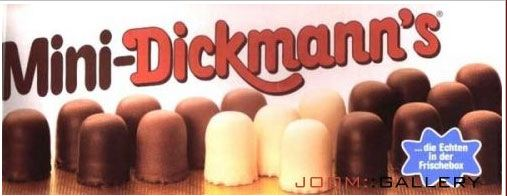 Mini-Dickmann's®
...die Echten
in der
Frischebox
JOOM::GALLERY